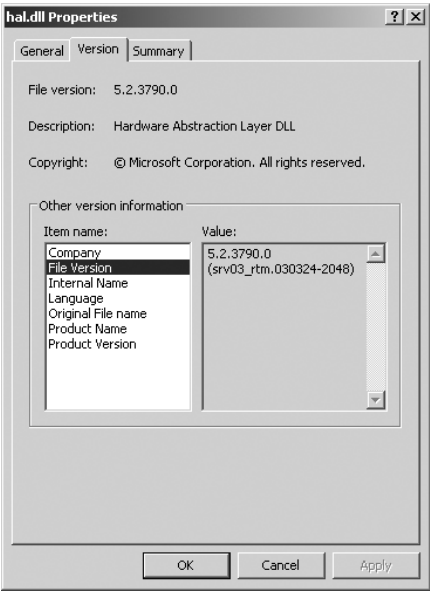 hal.dll Properties
General Version Summary
File version: 5.2.3790.0
Description: Hardware Abstraction Layer DLL
Copyright: © Microsoft Corporation. All rights reserved.
Other version information
Item name: Value:
Company
File Version
Internal Name
Language
Original File name
Product Name
Product Version
5.2.3790.0
(srv03_rtm.030324-2048)
OK Cancel Apply